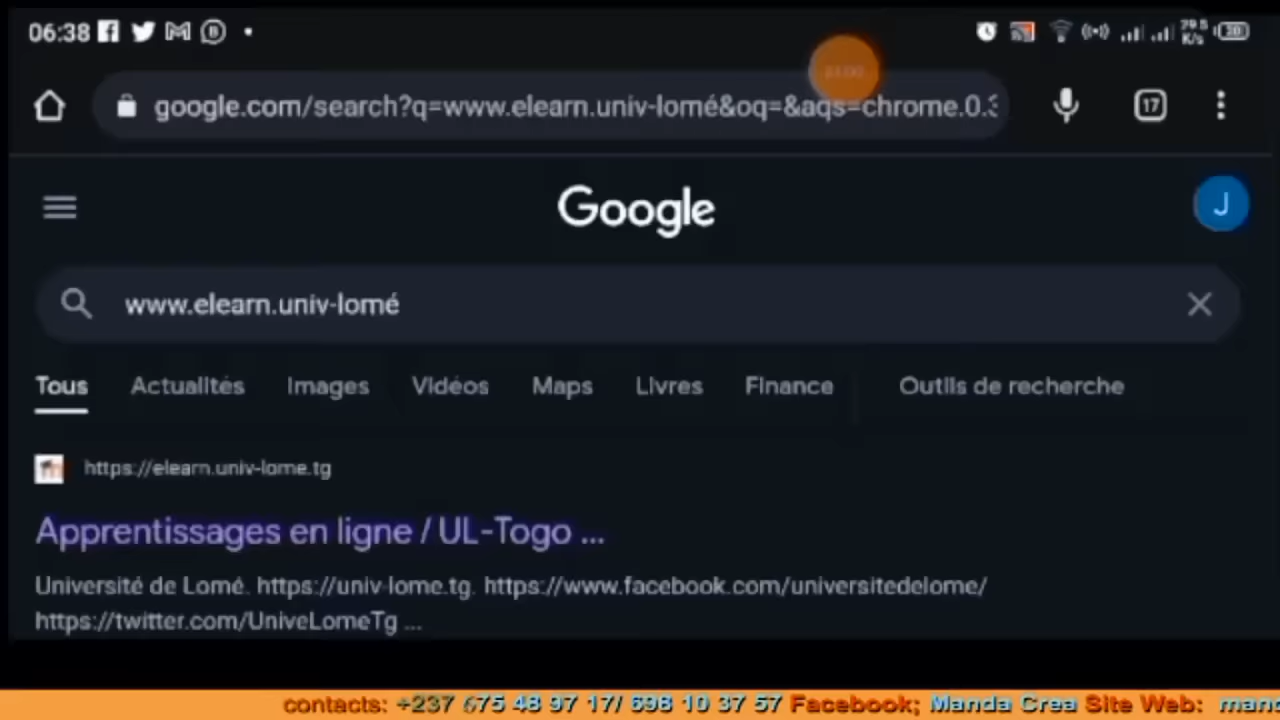 06:38
29.5 K/s
google.com/search?q=www.elearn.univ-lomé&oq=&aqs=chrome.0.3
17
Google
J
www.elearn.univ-lomé
Tous Actualités Images Vidéos Maps Livres Finance Outils de recherche
https://elearn.univ-lome.tg
Apprentissages en ligne / UL-Togo ...
Université de Lomé. https://univ-lome.tg. https://www.facebook.com/universitedelome/
https://twitter.com/UniveLomeTg ...
contacts: +237 675 48 97 17/ 698 10 37 57 Facebook; Manda Crea Site Web: